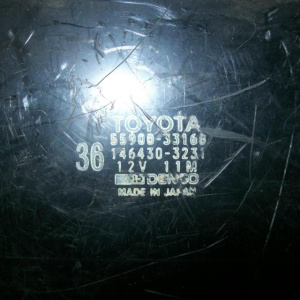 TOYOTA
55900-33160
36
146430-3231
12V 11M
DENSO
MADE IN JAPAN